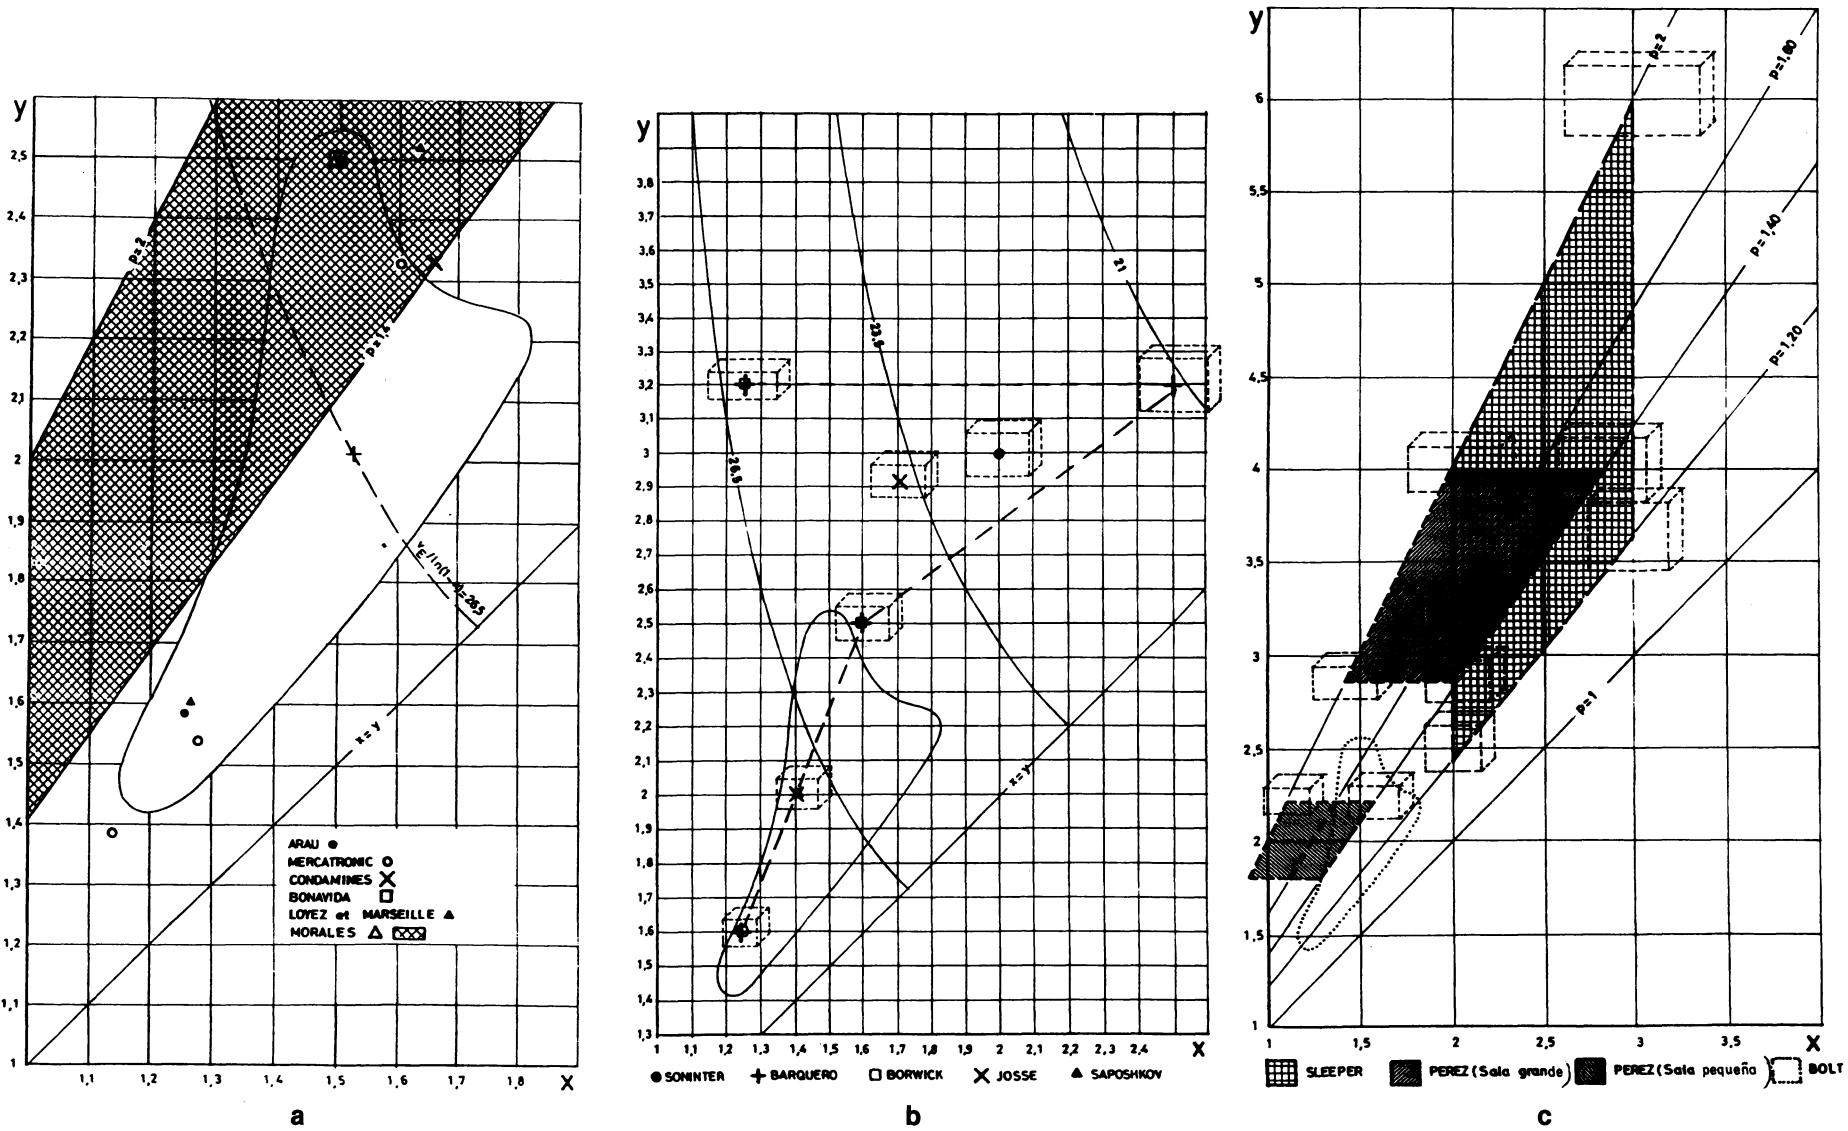 y
2,5
2,4
2,3
2,2
2,1
2
1,9
1,8
1,7
1,6
1,5
1,4
1,3
1,2
1,1
1
p=2
p=1,4
x=y
ARAU
MERCATRONIC
CONDAMINES
BONAVIDA
LOYEZ et MARSEILLE
MORALES
1,1 1,2 1,3 1,4 1,5 1,6 1,7 1,8 X
a
y
3,8
3,7
3,6
3,5
3,4
3,3
3,2
3,1
3
2,9
2,8
2,7
2,6
2,5
2,4
2,3
2,2
2,1
2
1,9
1,8
1,7
1,6
1,5
1,4
1,3
26,5
23,5
21
x=y
1 1,1 1,2 1,3 1,4 1,5 1,6 1,7 1,8 1,9 2 2,1 2,2 2,3 2,4 X
SONINTER BARQUERO BORWICK JOSSE SAPOSHKOV
b
y
6
5,5
5
4,5
4
3,5
3
2,5
2
1,5
1
p=2
p=1,80
p=1,40
p=1,20
p=1
1 1,5 2 2,5 3 3,5 X
SLEEPER PEREZ (Sala grande) PEREZ (Sala pequeña) BOLT
c